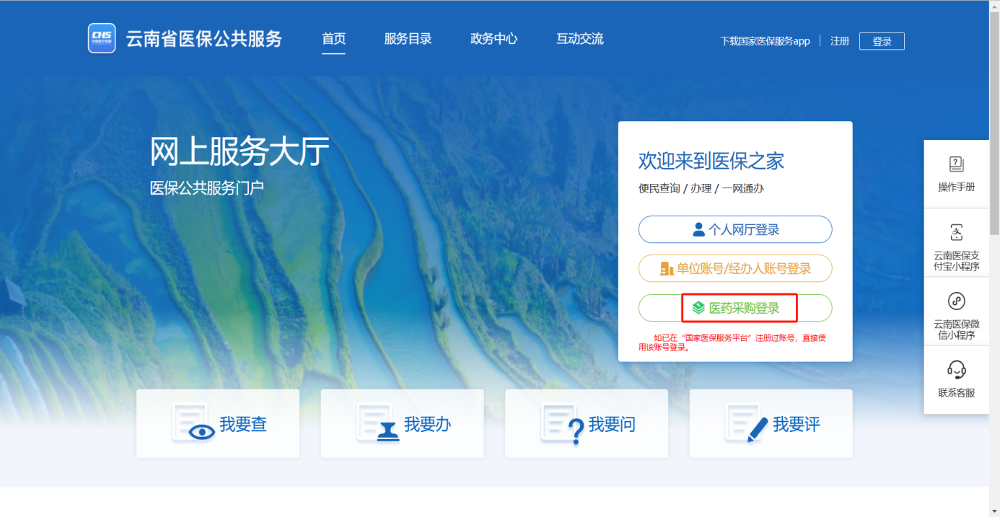 CHS
中国医疗保障
云南省医保公共服务
首页
服务目录
政务中心
互动交流
下载国家医保服务app
注册
登录
网上服务大厅
医保公共服务门户
欢迎来到医保之家
便民查询 / 办理 / 一网通办
个人网厅登录
单位账号/经办人账号登录
医药采购登录
如已在“国家医保服务平台”注册过账号，直接使
用该账号登录。
操作手册
云南医保支
付宝小程序
云南医保微
信小程序
联系客服
我要查
我要办
我要问
我要评